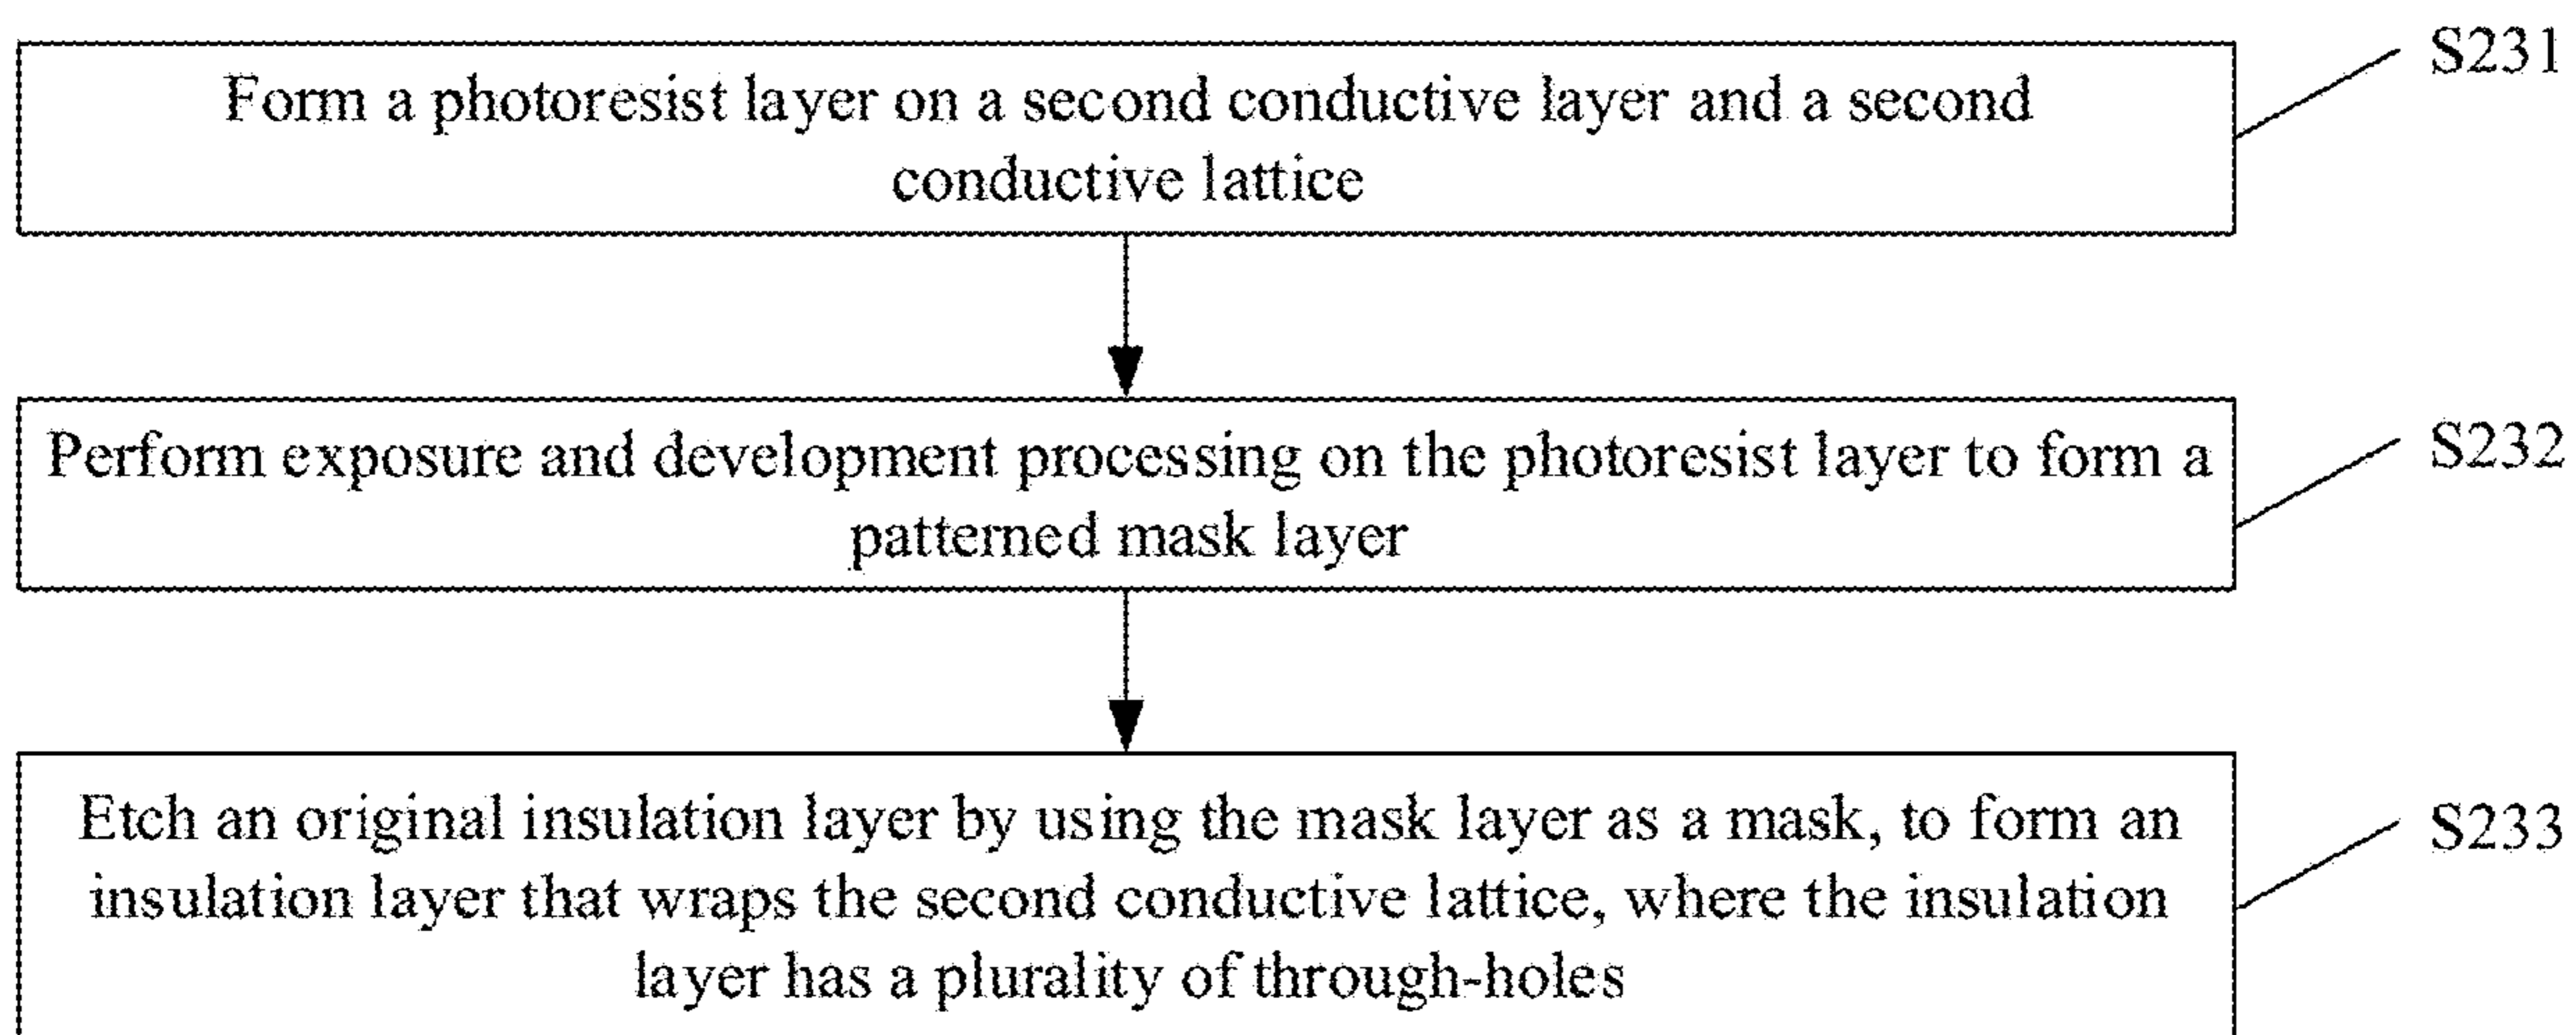 S231
Form a photoresist layer on a second conductive layer and a second
conductive lattice
S232
Perform exposure and development processing on the photoresist layer to form a
patterned mask layer
S233
Etch an original insulation layer by using the mask layer as a mask, to form an
insulation layer that wraps the second conductive lattice, where the insulation
layer has a plurality of through-holes